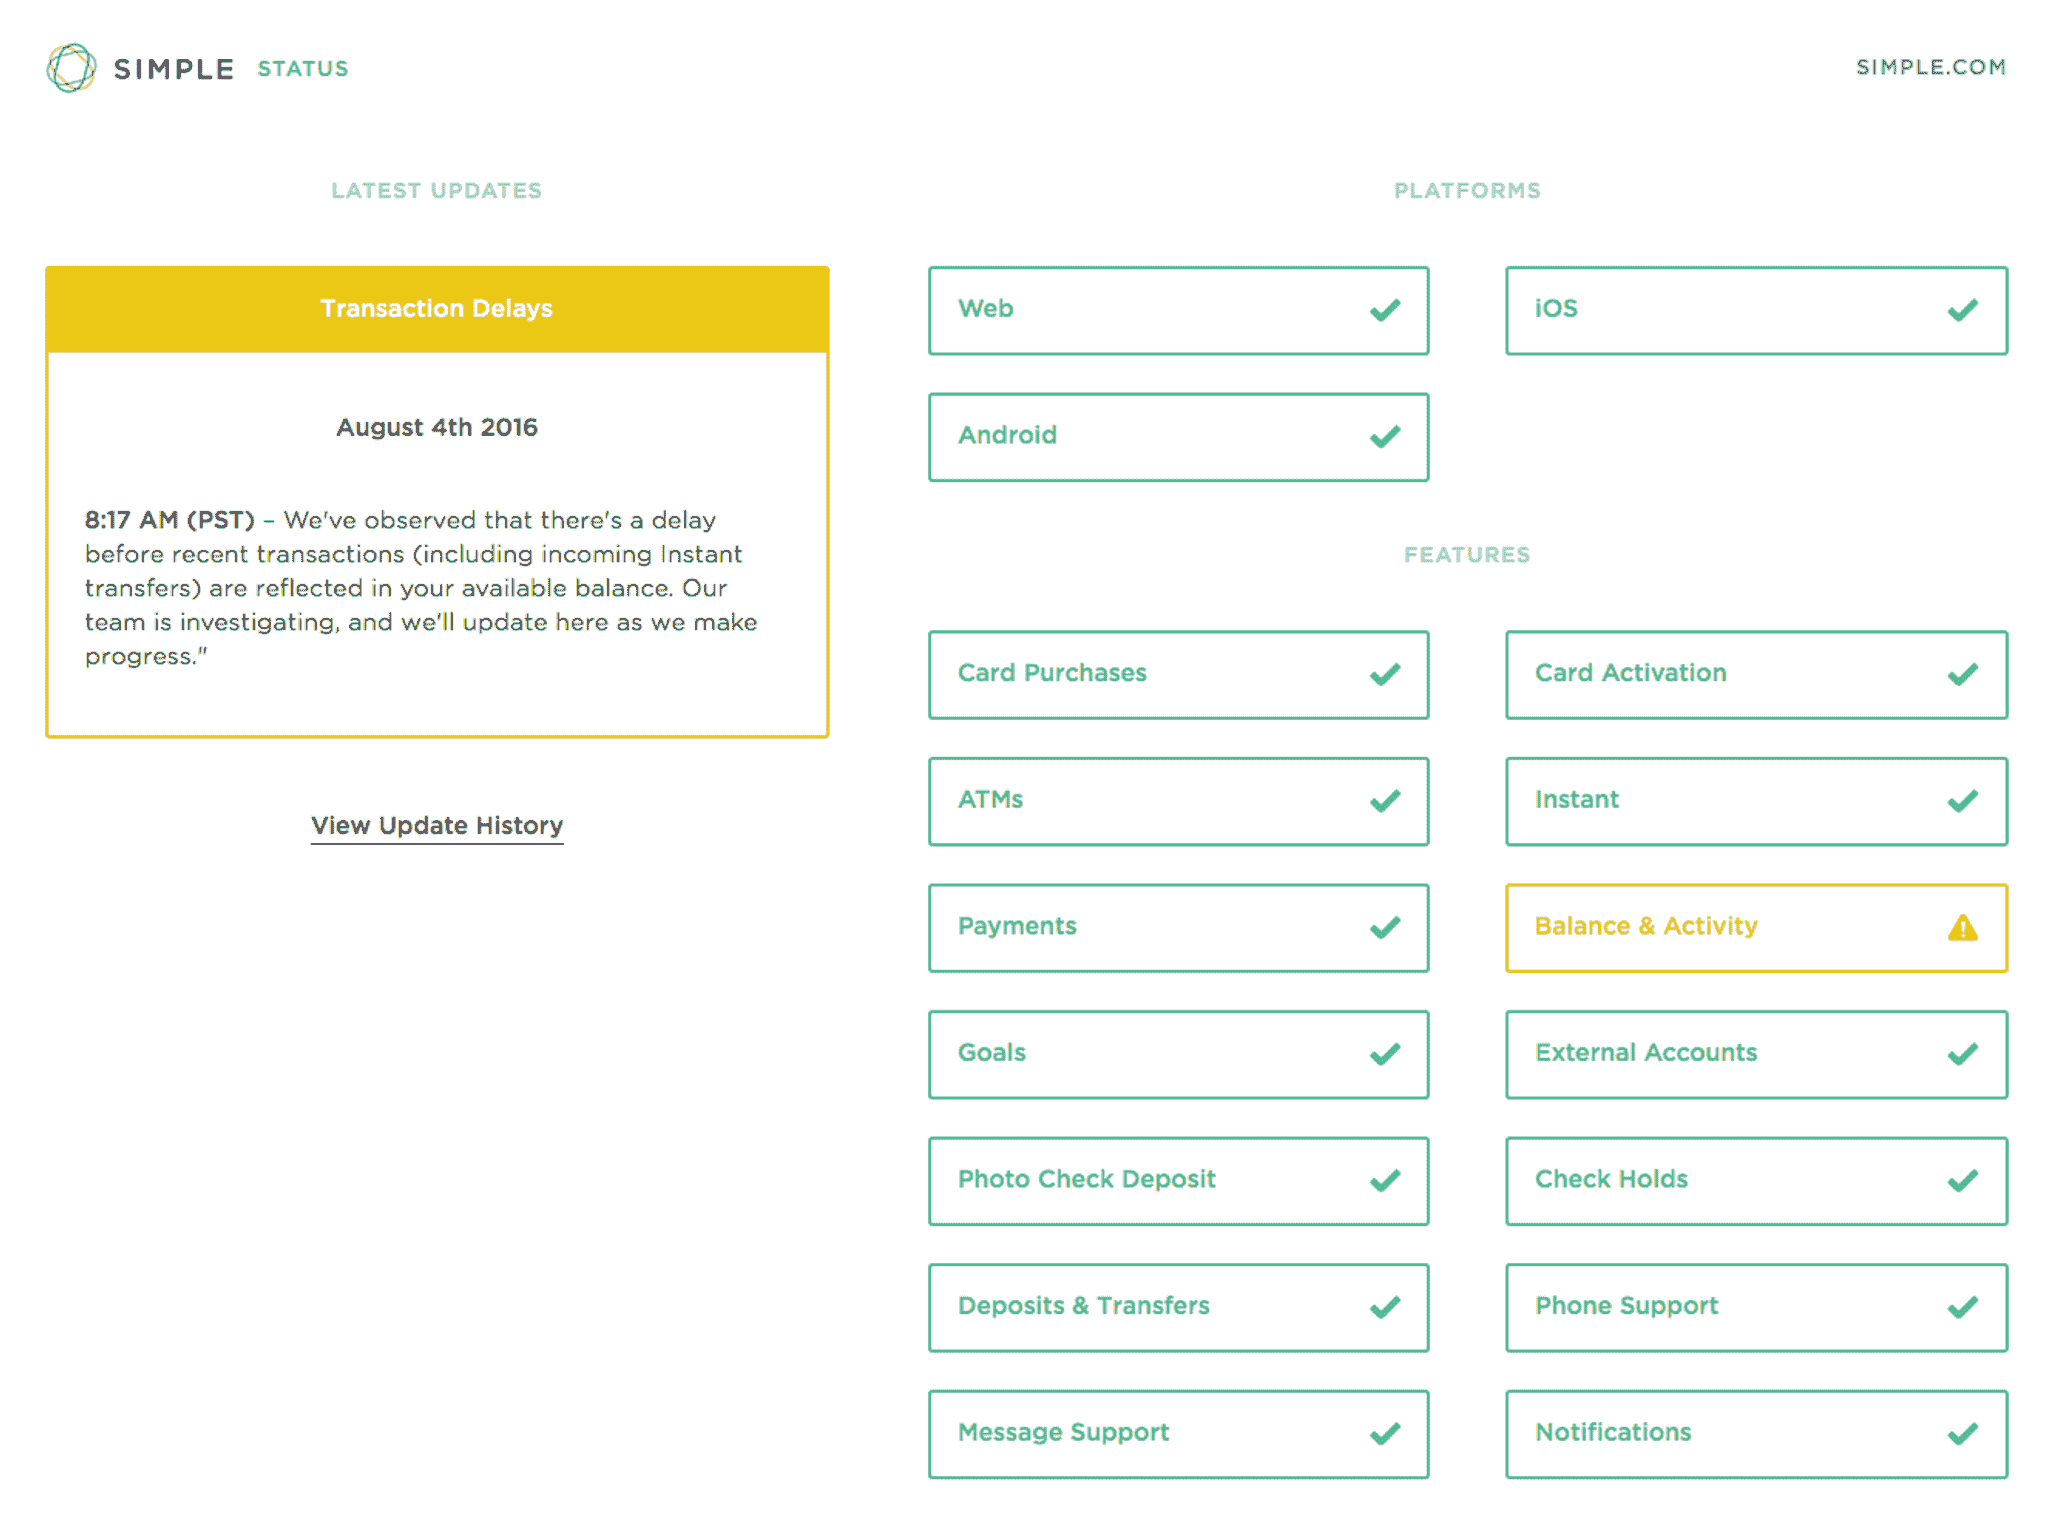 SIMPLE STATUS
SIMPLE.COM
LATEST UPDATES
Transaction Delays
August 4th 2016
8:17 AM (PST) – We've observed that there's a delay
before recent transactions (including incoming Instant
transfers) are reflected in your available balance. Our
team is investigating, and we'll update here as we make
progress."
View Update History
PLATFORMS
Web
iOS
Android
FEATURES
Card Purchases
Card Activation
ATMs
Instant
Payments
Balance & Activity
Goals
External Accounts
Photo Check Deposit
Check Holds
Deposits & Transfers
Phone Support
Message Support
Notifications